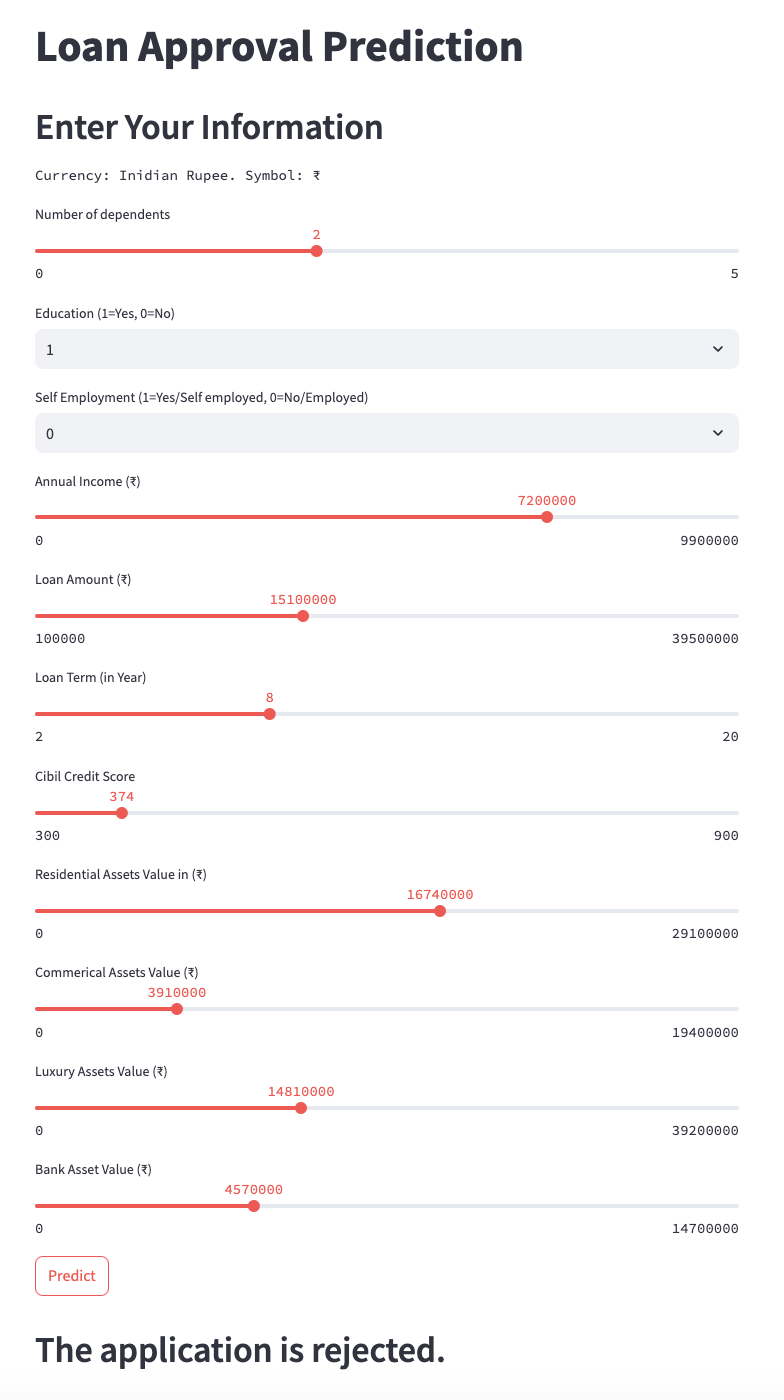 Loan Approval Prediction
Enter Your Information
Currency: Inidian Rupee. Symbol: ₹
Number of dependents
2
0 5
Education (1=Yes, 0=No)
1
Self Employment (1=Yes/Self employed, 0=No/Employed)
0
Annual Income (₹)
7200000
0 9900000
Loan Amount (₹)
15100000
100000 39500000
Loan Term (in Year)
8
2 20
Cibil Credit Score
374
300 900
Residential Assets Value in (₹)
16740000
0 29100000
Commerical Assets Value (₹)
3910000
0 19400000
Luxury Assets Value (₹)
14810000
0 39200000
Bank Asset Value (₹)
4570000
0 14700000
Predict
The application is rejected.